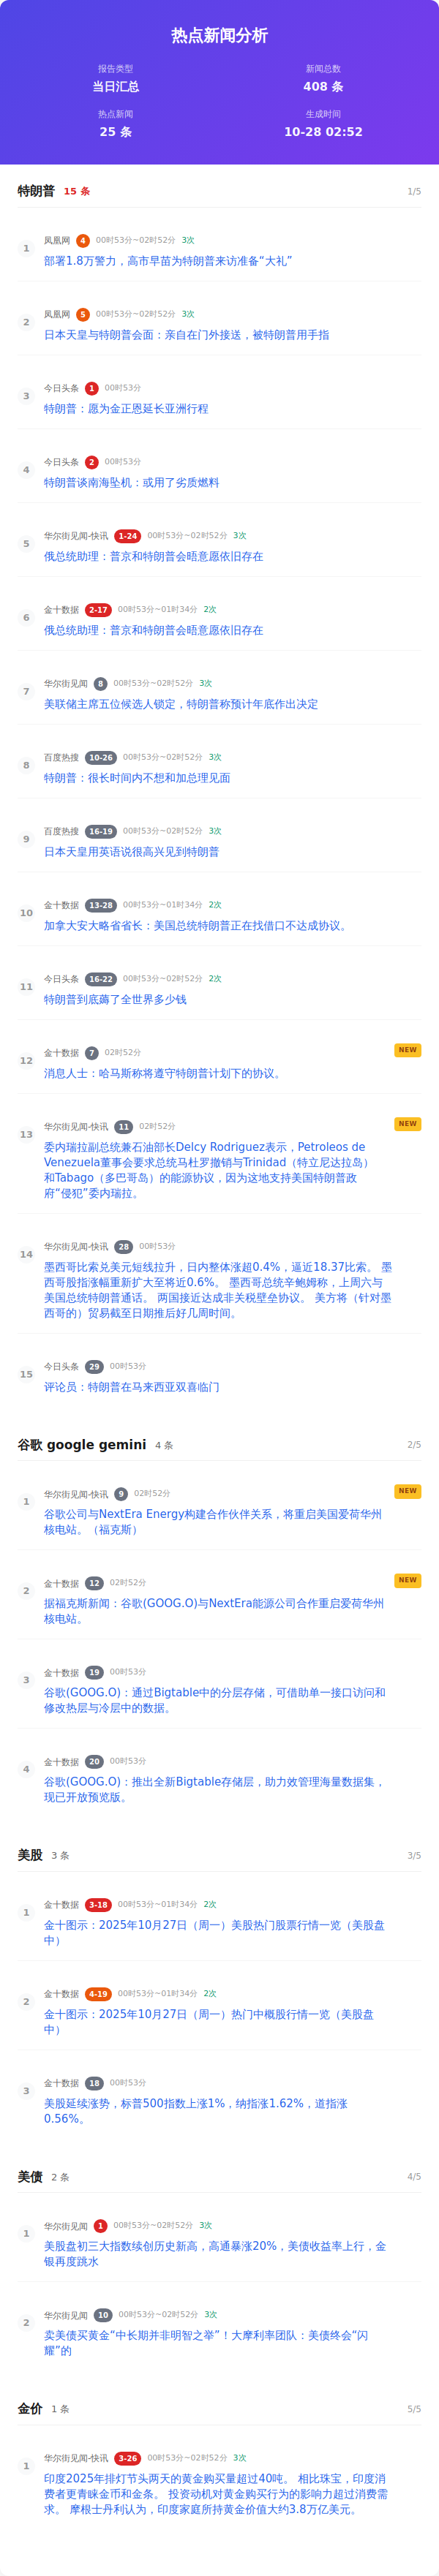 热点新闻分析
报告类型
当日汇总
新闻总数
408 条
热点新闻
25 条
生成时间
10-28 02:52
特朗普 15 条 1/5
1
凤凰网 4 00时53分~02时52分 3次
部署1.8万警力，高市早苗为特朗普来访准备“大礼”
2
凤凰网 5 00时53分~02时52分 3次
日本天皇与特朗普会面：亲自在门外接送，被特朗普用手指
3
今日头条 1 00时53分
特朗普：愿为金正恩延长亚洲行程
4
今日头条 2 00时53分
特朗普谈南海坠机：或用了劣质燃料
5
华尔街见闻-快讯 1-24 00时53分~02时52分 3次
俄总统助理：普京和特朗普会晤意愿依旧存在
6
金十数据 2-17 00时53分~01时34分 2次
俄总统助理：普京和特朗普会晤意愿依旧存在
7
华尔街见闻 8 00时53分~02时52分 3次
美联储主席五位候选人锁定，特朗普称预计年底作出决定
8
百度热搜 10-26 00时53分~02时52分 3次
特朗普：很长时间内不想和加总理见面
9
百度热搜 16-19 00时53分~02时52分 3次
日本天皇用英语说很高兴见到特朗普
10
金十数据 13-28 00时53分~01时34分 2次
加拿大安大略省省长：美国总统特朗普正在找借口不达成协议。
11
今日头条 16-22 00时53分~02时52分 2次
特朗普到底薅了全世界多少钱
12
金十数据 7 02时52分 NEW
消息人士：哈马斯称将遵守特朗普计划下的协议。
13
华尔街见闻-快讯 11 02时52分 NEW
委内瑞拉副总统兼石油部长Delcy Rodriguez表示，Petroleos de
Venezuela董事会要求总统马杜罗撤销与Trinidad（特立尼达拉岛）
和Tabago（多巴哥岛）的能源协议，因为这地方支持美国特朗普政
府“侵犯”委内瑞拉。
14
华尔街见闻-快讯 28 00时53分
墨西哥比索兑美元短线拉升，日内整体涨超0.4%，逼近18.37比索。 墨
西哥股指涨幅重新扩大至将近0.6%。 墨西哥总统辛鲍姆称，上周六与
美国总统特朗普通话。 两国接近达成非关税壁垒协议。 美方将（针对墨
西哥的）贸易截至日期推后好几周时间。
15
今日头条 29 00时53分
评论员：特朗普在马来西亚双喜临门
谷歌 google gemini 4 条 2/5
1
华尔街见闻-快讯 9 02时52分 NEW
谷歌公司与NextEra Energy构建合作伙伴关系，将重启美国爱荷华州
核电站。（福克斯）
2
金十数据 12 02时52分 NEW
据福克斯新闻：谷歌(GOOG.O)与NextEra能源公司合作重启爱荷华州
核电站。
3
金十数据 19 00时53分
谷歌(GOOG.O)：通过Bigtable中的分层存储，可借助单一接口访问和
修改热层与冷层中的数据。
4
金十数据 20 00时53分
谷歌(GOOG.O)：推出全新Bigtable存储层，助力效管理海量数据集，
现已开放预览版。
美股 3 条 3/5
1
金十数据 3-18 00时53分~01时34分 2次
金十图示：2025年10月27日（周一）美股热门股票行情一览（美股盘
中）
2
金十数据 4-19 00时53分~01时34分 2次
金十图示：2025年10月27日（周一）热门中概股行情一览（美股盘
中）
3
金十数据 18 00时53分
美股延续涨势，标普500指数上涨1%，纳指涨1.62%，道指涨
0.56%。
美债 2 条 4/5
1
华尔街见闻 1 00时53分~02时52分 3次
美股盘初三大指数续创历史新高，高通暴涨20%，美债收益率上行，金
银再度跳水
2
华尔街见闻 10 00时53分~02时52分 3次
卖美债买黄金“中长期并非明智之举”！大摩利率团队：美债终会“闪
耀”的
金价 1 条 5/5
1
华尔街见闻-快讯 3-26 00时53分~02时52分 3次
印度2025年排灯节头两天的黄金购买量超过40吨。 相比珠宝，印度消
费者更青睐金币和金条。 投资动机对黄金购买行为的影响力超过消费需
求。 摩根士丹利认为，印度家庭所持黄金价值大约3.8万亿美元。